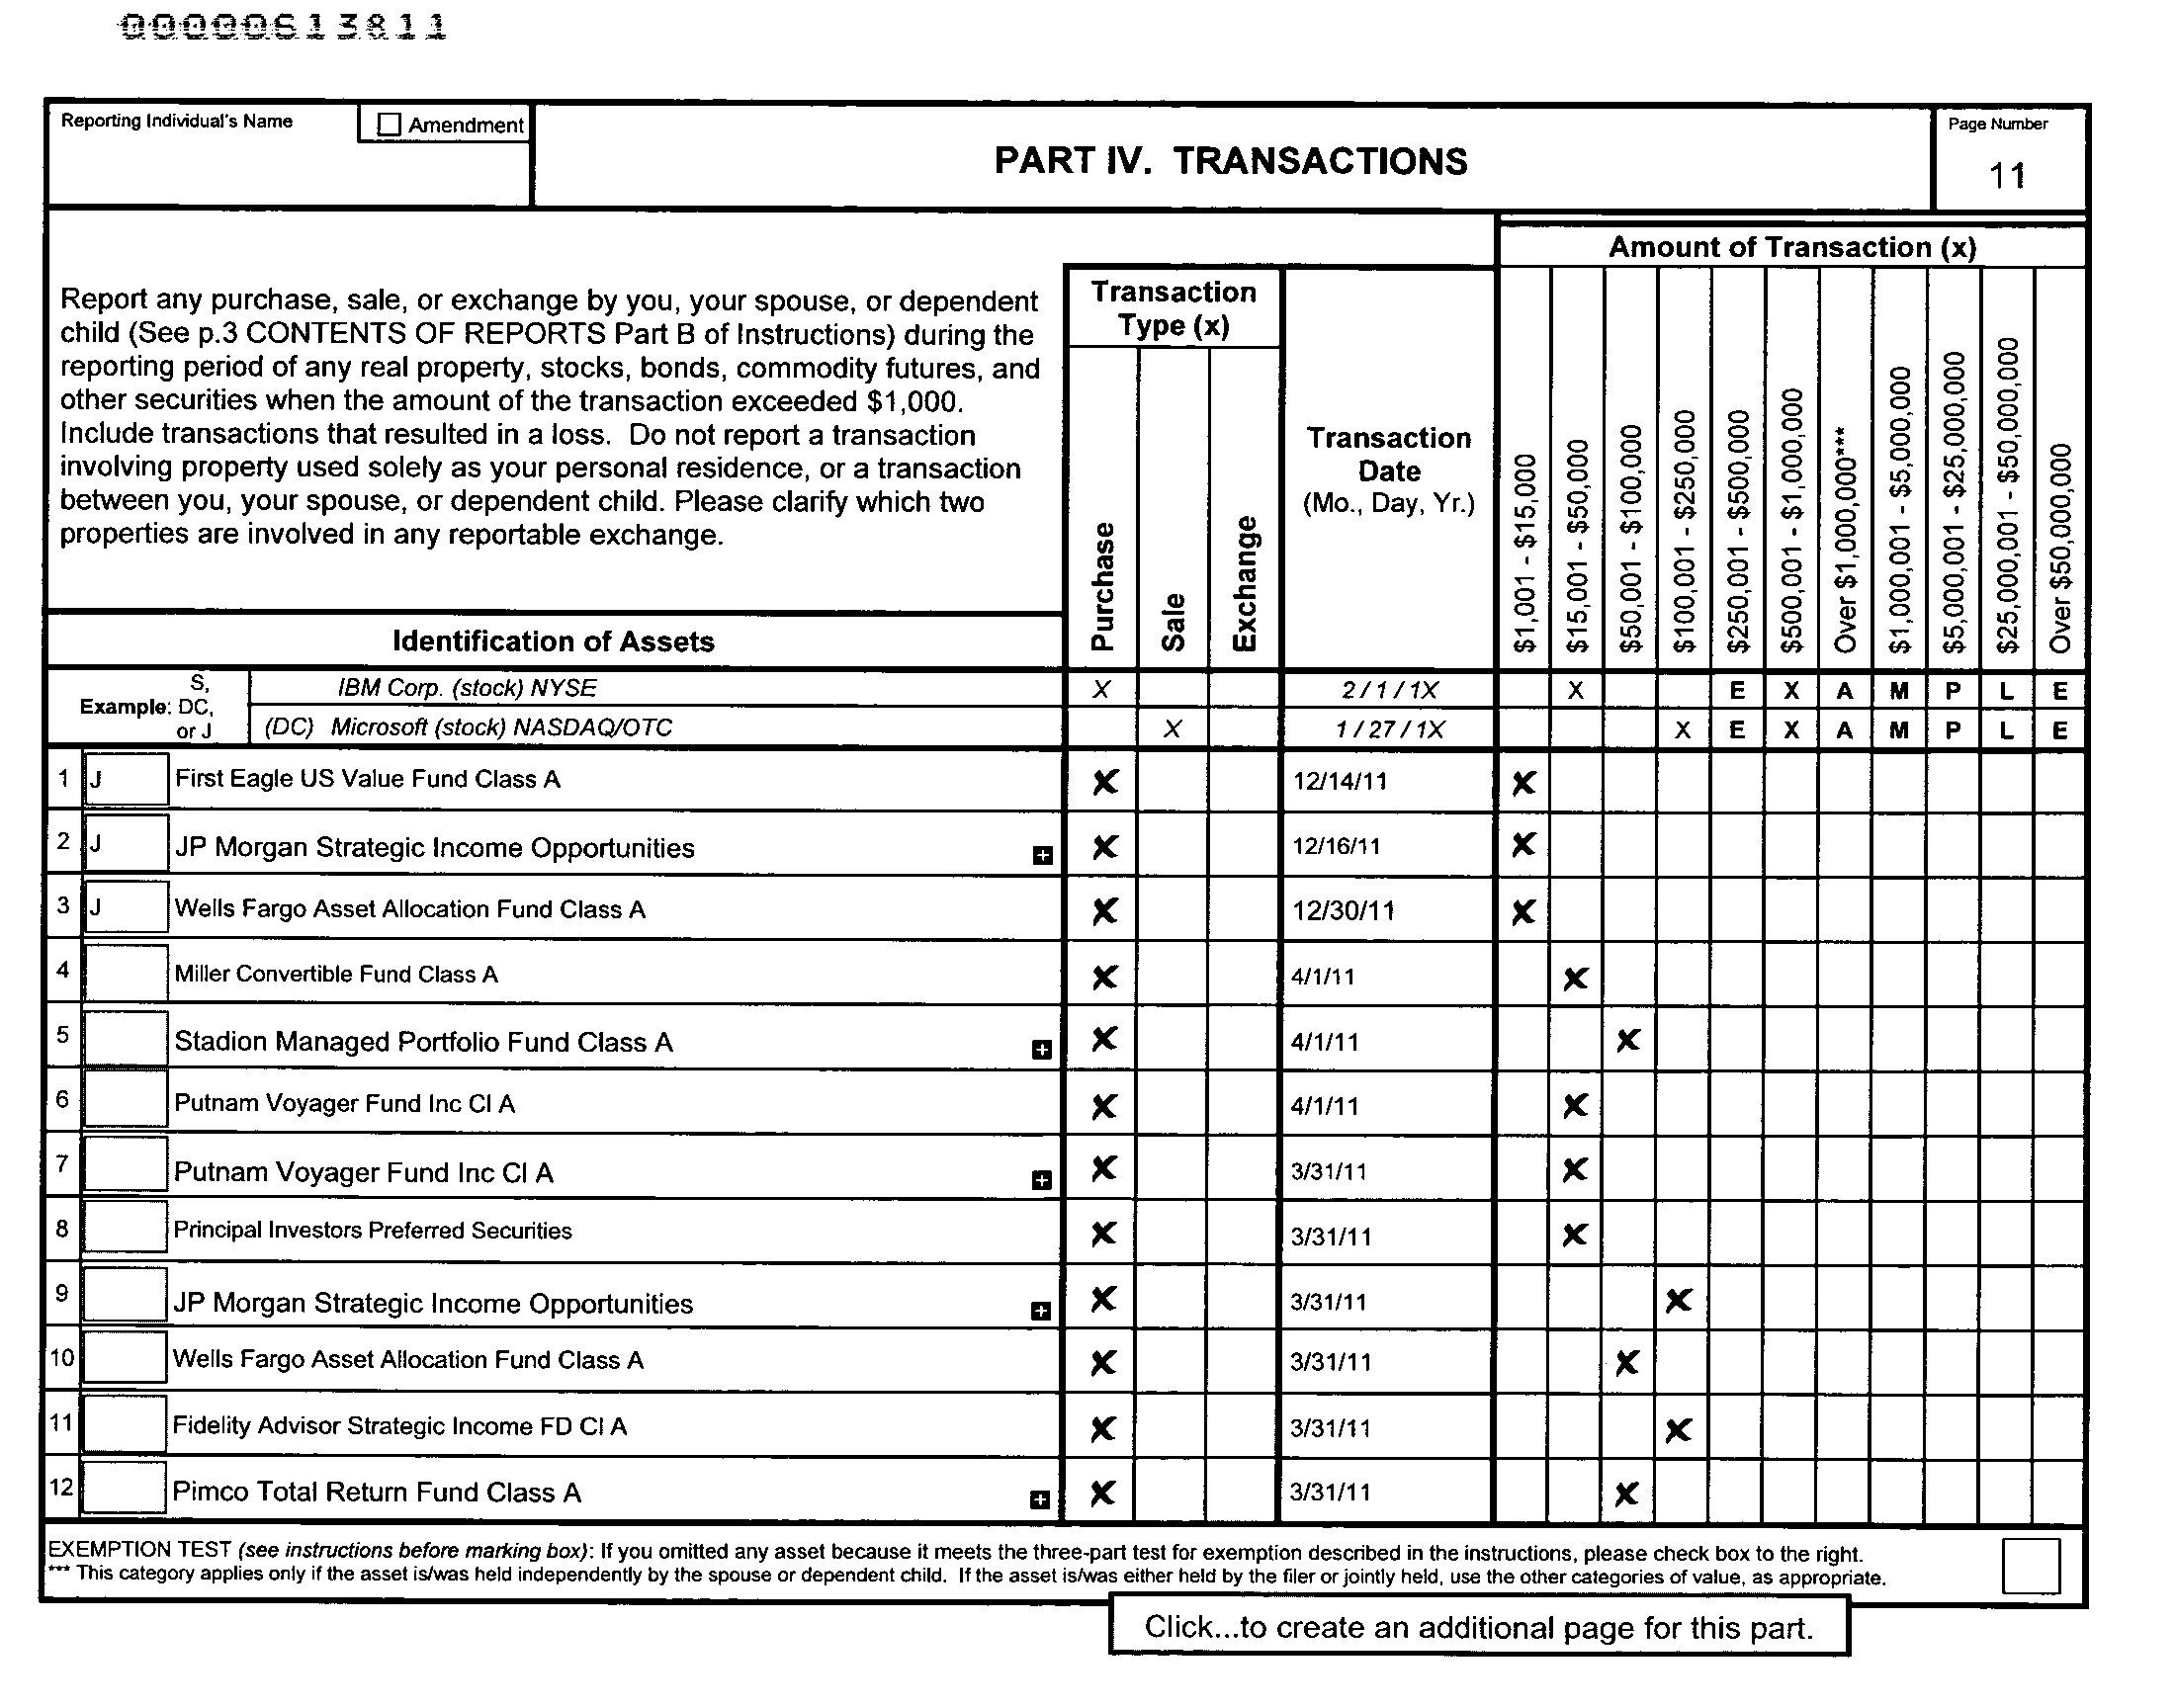 00000613811
Reporting Individual's Name
Amendment
PART IV. TRANSACTIONS
Page Number
11
Amount of Transaction (x)
Report any purchase, sale, or exchange by you, your spouse, or dependent
child (See p.3 CONTENTS OF REPORTS Part B of Instructions) during the
reporting period of any real property, stocks, bonds, commodity futures, and
other securities when the amount of the transaction exceeded $1,000.
Include transactions that resulted in a loss. Do not report a transaction
involving property used solely as your personal residence, or a transaction
between you, your spouse, or dependent child. Please clarify which two
properties are involved in any reportable exchange.
Transaction
Type (x)
Purchase
Sale
Exchange
Transaction
Date
(Mo., Day, Yr.)
$1,001 - $15,000
$15,001 - $50,000
$50,001 - $100,000
$100,001 - $250,000
$250,001 - $500,000
$500,001 - $1,000,000
Over $1,000,000***
$1,000,001 - $5,000,000
$5,000,001 - $25,000,000
$25,000,001 - $50,000,000
Over $50,000,000
Identification of Assets
Example: S, DC, or J
IBM Corp. (stock) NYSE X 2 / 1 / 1X X E X A M P L E
(DC) Microsoft (stock) NASDAQ/OTC X 1 / 27 / 1X X E X A M P L E
1 J First Eagle US Value Fund Class A X 12/14/11 X
2 J JP Morgan Strategic Income Opportunities + X 12/16/11 X
3 J Wells Fargo Asset Allocation Fund Class A X 12/30/11 X
4 Miller Convertible Fund Class A X 4/1/11 X
5 Stadion Managed Portfolio Fund Class A + X 4/1/11 X
6 Putnam Voyager Fund Inc Cl A X 4/1/11 X
7 Putnam Voyager Fund Inc Cl A + X 3/31/11 X
8 Principal Investors Preferred Securities X 3/31/11 X
9 JP Morgan Strategic Income Opportunities + X 3/31/11 X
10 Wells Fargo Asset Allocation Fund Class A X 3/31/11 X
11 Fidelity Advisor Strategic Income FD Cl A X 3/31/11 X
12 Pimco Total Return Fund Class A + X 3/31/11 X
EXEMPTION TEST (see instructions before marking box): If you omitted any asset because it meets the three-part test for exemption described in the instructions, please check box to the right.
*** This category applies only if the asset is/was held independently by the spouse or dependent child. If the asset is/was either held by the filer or jointly held, use the other categories of value, as appropriate.
Click...to create an additional page for this part.